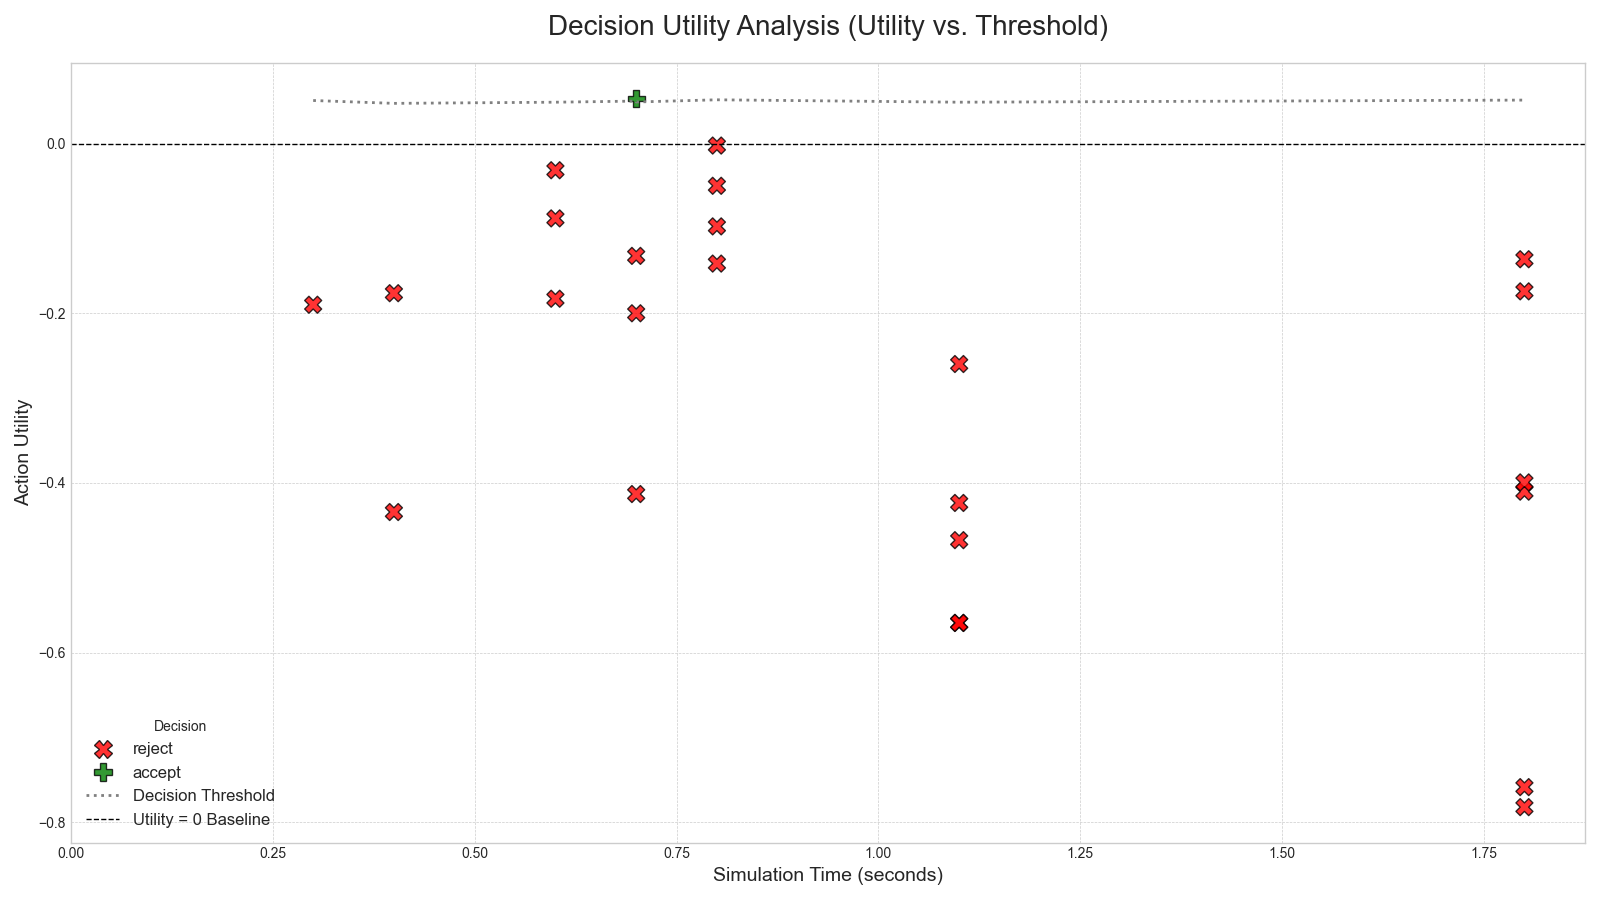 Decision Utility Analysis (Utility vs. Threshold)
Action Utility
0.0
−0.2
−0.4
−0.6
−0.8
Decision
reject
accept
Decision Threshold
Utility = 0 Baseline
0.00 0.25 0.50 0.75 1.00 1.25 1.50 1.75
Simulation Time (seconds)